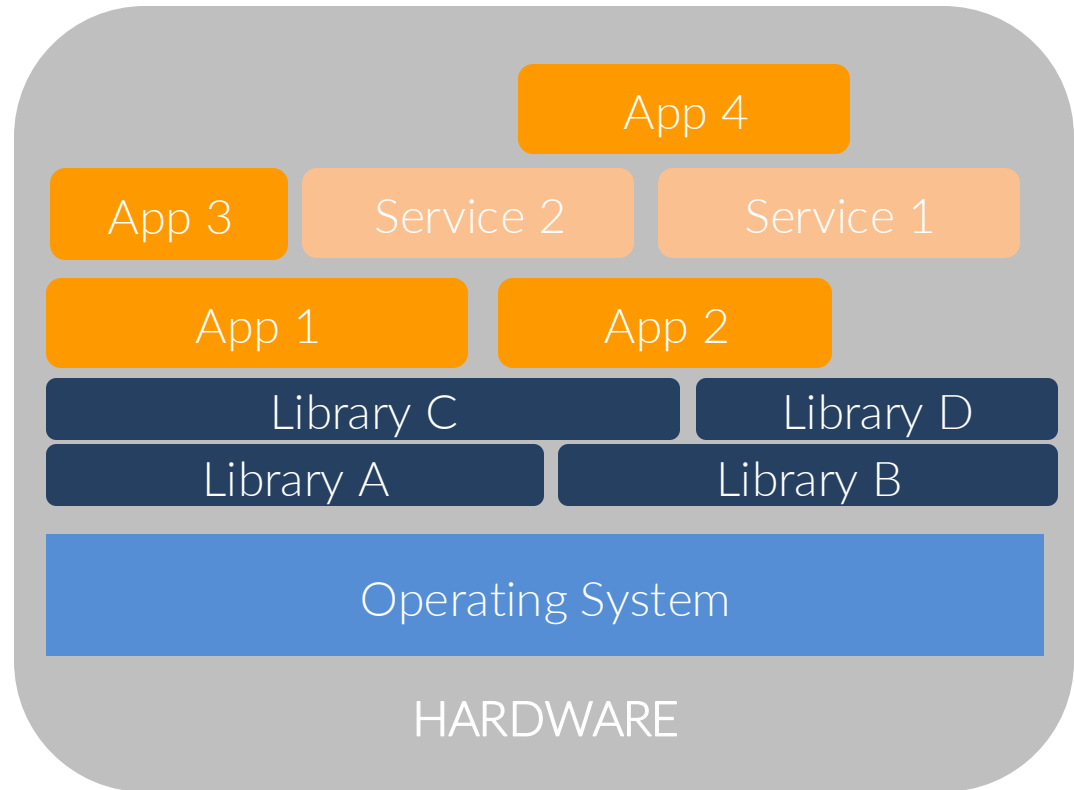 App 4
App 3
Service 2
Service 1
App 1
App 2
Library C
Library D
Library A
Library B
Operating System
HARDWARE